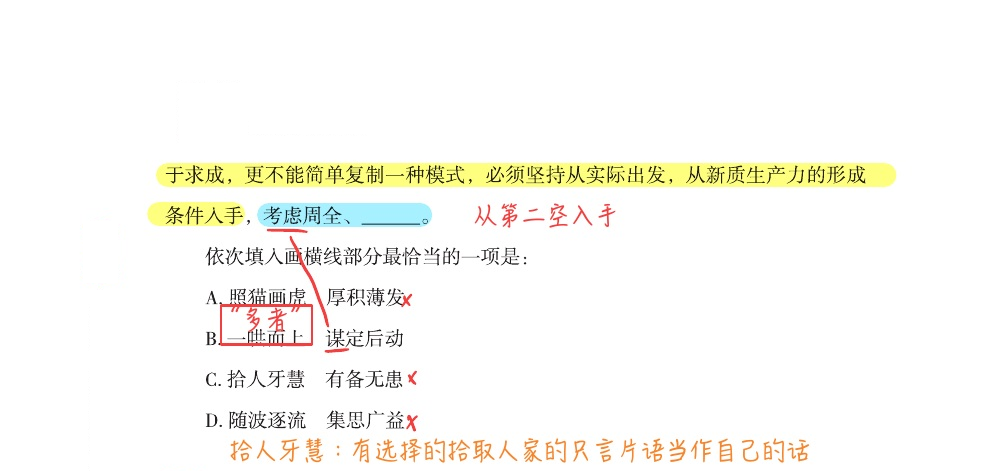 于求成，更不能简单复制一种模式，必须坚持从实际出发，从新质生产力的形成
条件入手，考虑周全、______。 从第二空入手
依次填入画横线部分最恰当的一项是：
A. 照猫画虎 厚积薄发×
"多者"
B. 一哄而上 谋定后动
C. 拾人牙慧 有备无患×
D. 随波逐流 集思广益×
拾人牙慧：有选择的拾取人家的只言片语当作自己的话